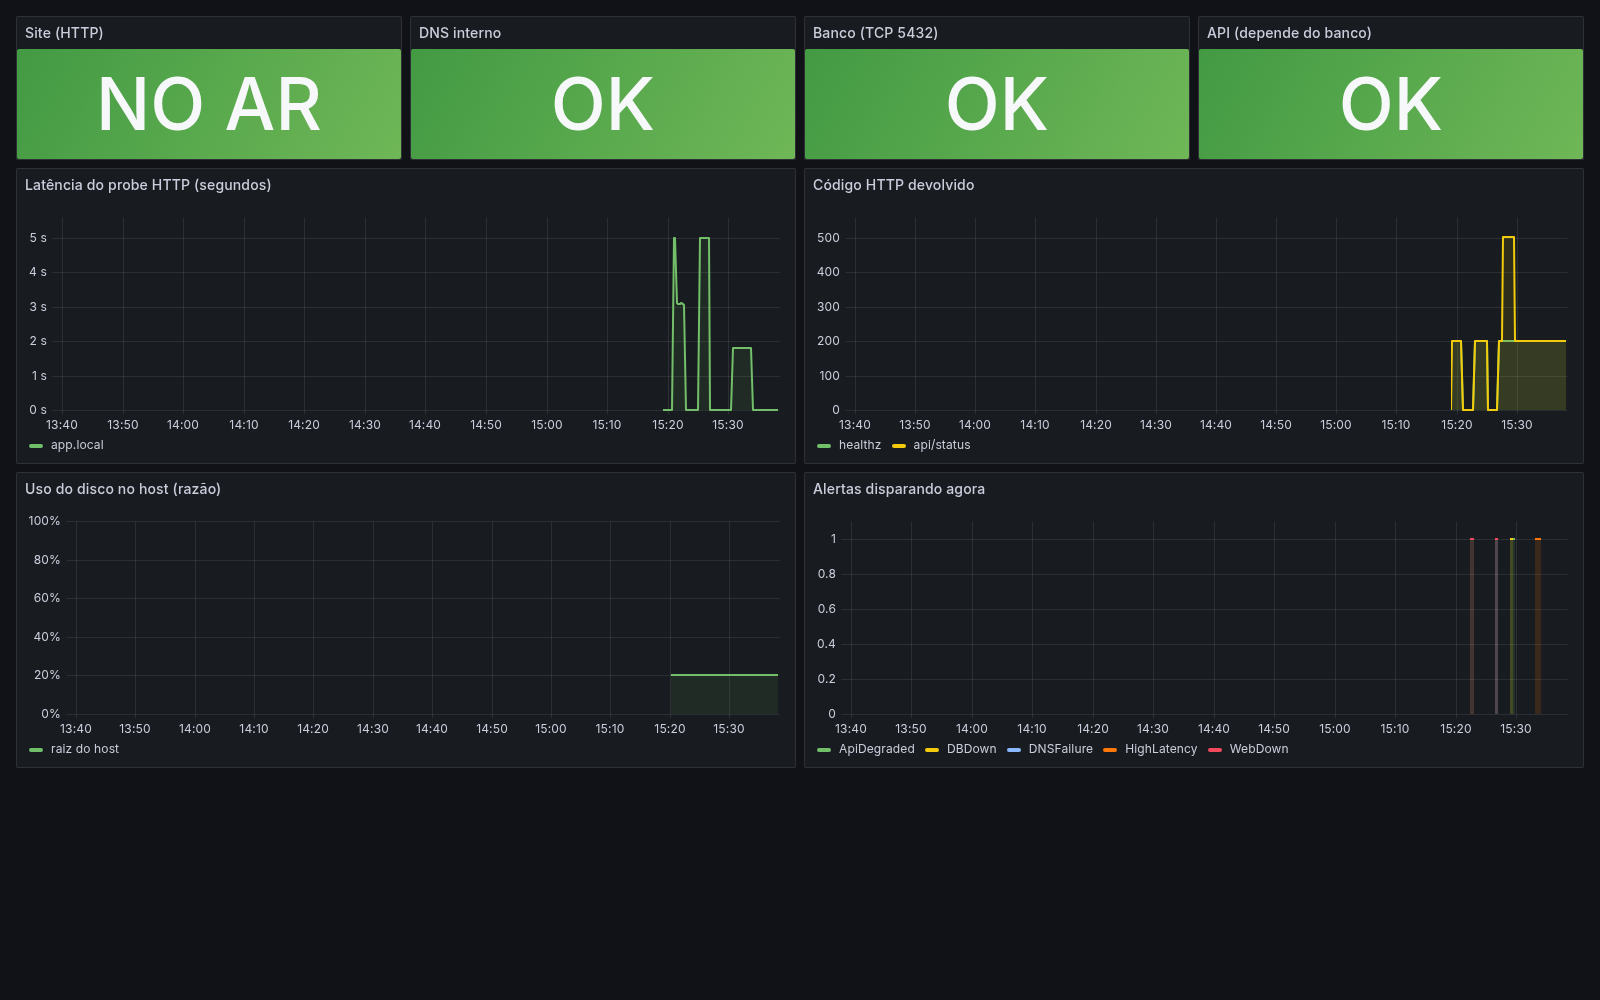 Site (HTTP)
NO AR
DNS interno
OK
Banco (TCP 5432)
OK
API (depende do banco)
OK
Latência do probe HTTP (segundos)
5 s
4 s
3 s
2 s
1 s
0 s
13:40 13:50 14:00 14:10 14:20 14:30 14:40 14:50 15:00 15:10 15:20 15:30
app.local
Código HTTP devolvido
500
400
300
200
100
0
13:40 13:50 14:00 14:10 14:20 14:30 14:40 14:50 15:00 15:10 15:20 15:30
healthz api/status
Uso do disco no host (razão)
100%
80%
60%
40%
20%
0%
13:40 13:50 14:00 14:10 14:20 14:30 14:40 14:50 15:00 15:10 15:20 15:30
raiz do host
Alertas disparando agora
1
0.8
0.6
0.4
0.2
0
13:40 13:50 14:00 14:10 14:20 14:30 14:40 14:50 15:00 15:10 15:20 15:30
ApiDegraded DBDown DNSFailure HighLatency WebDown